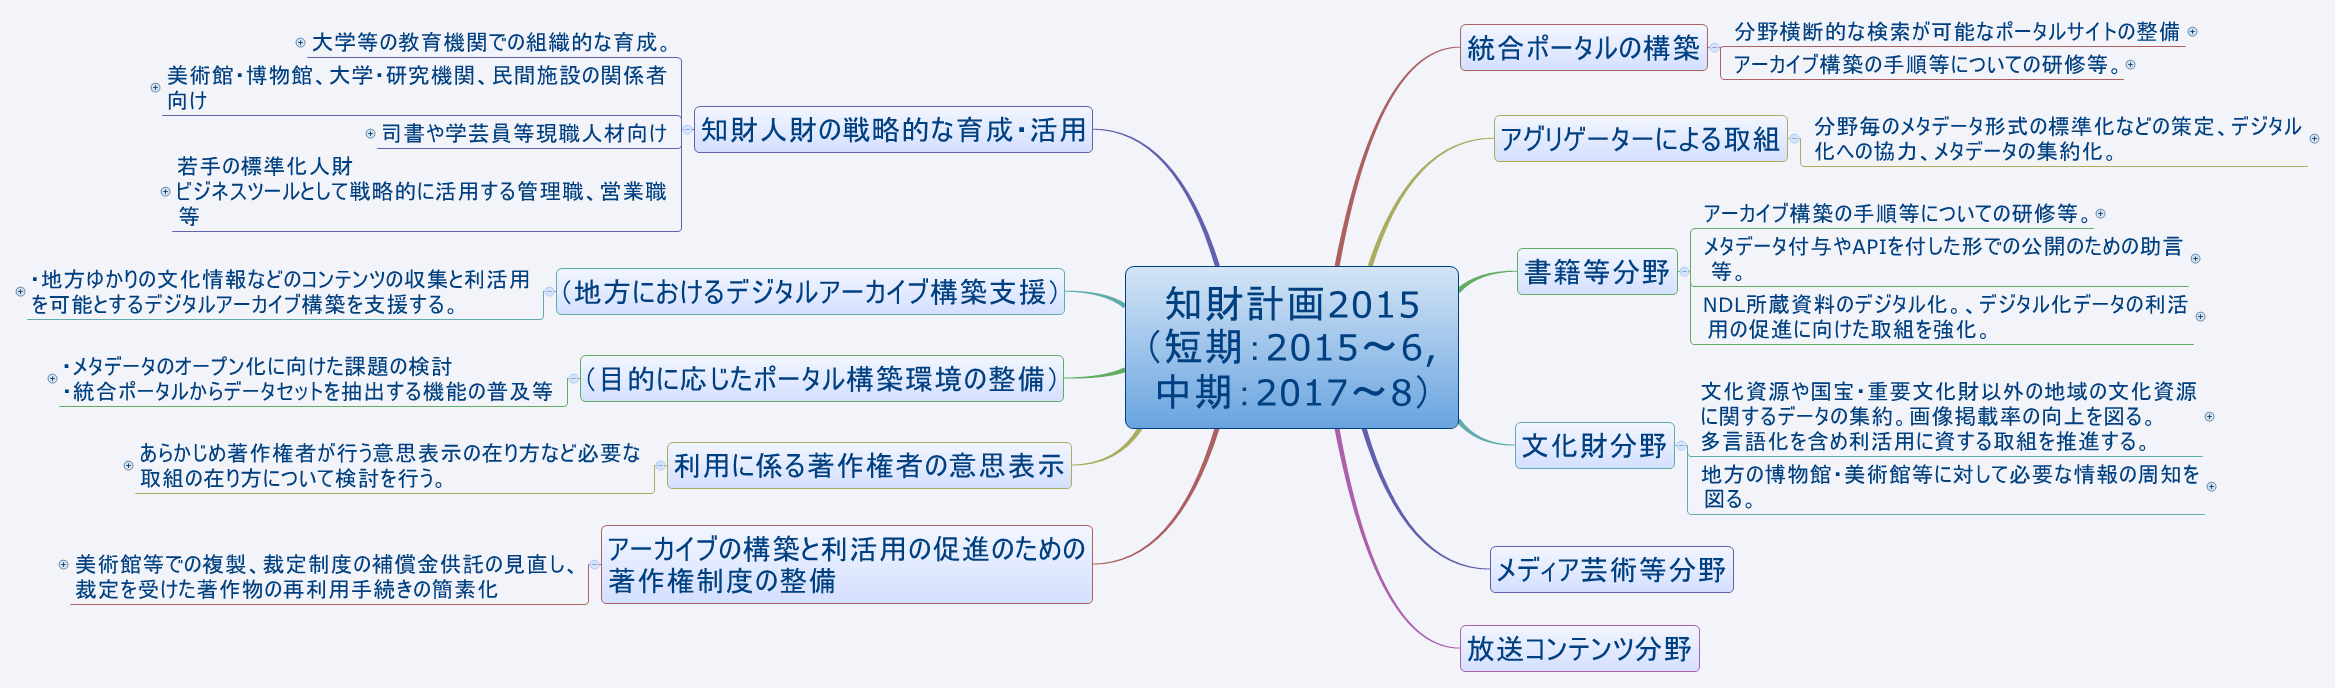 知財計画2015
（短期：2015～6,
中期：2017～8）
統合ポータルの構築
分野横断的な検索が可能なポータルサイトの整備
アーカイブ構築の手順等についての研修等。
アグリゲーターによる取組
分野毎のメタデータ形式の標準化などの策定、デジタル
化への協力、メタデータの集約化。
書籍等分野
アーカイブ構築の手順等についての研修等。
メタデータ付与やAPIを付した形での公開のための助言
等。
NDL所蔵資料のデジタル化。、デジタル化データの利活
用の促進に向けた取組を強化。
文化財分野
文化資源や国宝・重要文化財以外の地域の文化資源
に関するデータの集約。画像掲載率の向上を図る。
多言語化を含め利活用に資する取組を推進する。
地方の博物館・美術館等に対して必要な情報の周知を
図る。
メディア芸術等分野
放送コンテンツ分野
知財人財の戦略的な育成・活用
大学等の教育機関での組織的な育成。
美術館・博物館、大学・研究機関、民間施設の関係者
向け
司書や学芸員等現職人材向け
若手の標準化人財
ビジネスツールとして戦略的に活用する管理職、営業職
等
（地方におけるデジタルアーカイブ構築支援）
・地方ゆかりの文化情報などのコンテンツの収集と利活用
を可能とするデジタルアーカイブ構築を支援する。
（目的に応じたポータル構築環境の整備）
・メタデータのオープン化に向けた課題の検討
・統合ポータルからデータセットを抽出する機能の普及等
利用に係る著作権者の意思表示
あらかじめ著作権者が行う意思表示の在り方など必要な
取組の在り方について検討を行う。
アーカイブの構築と利活用の促進のための
著作権制度の整備
美術館等での複製、裁定制度の補償金供託の見直し、
裁定を受けた著作物の再利用手続きの簡素化